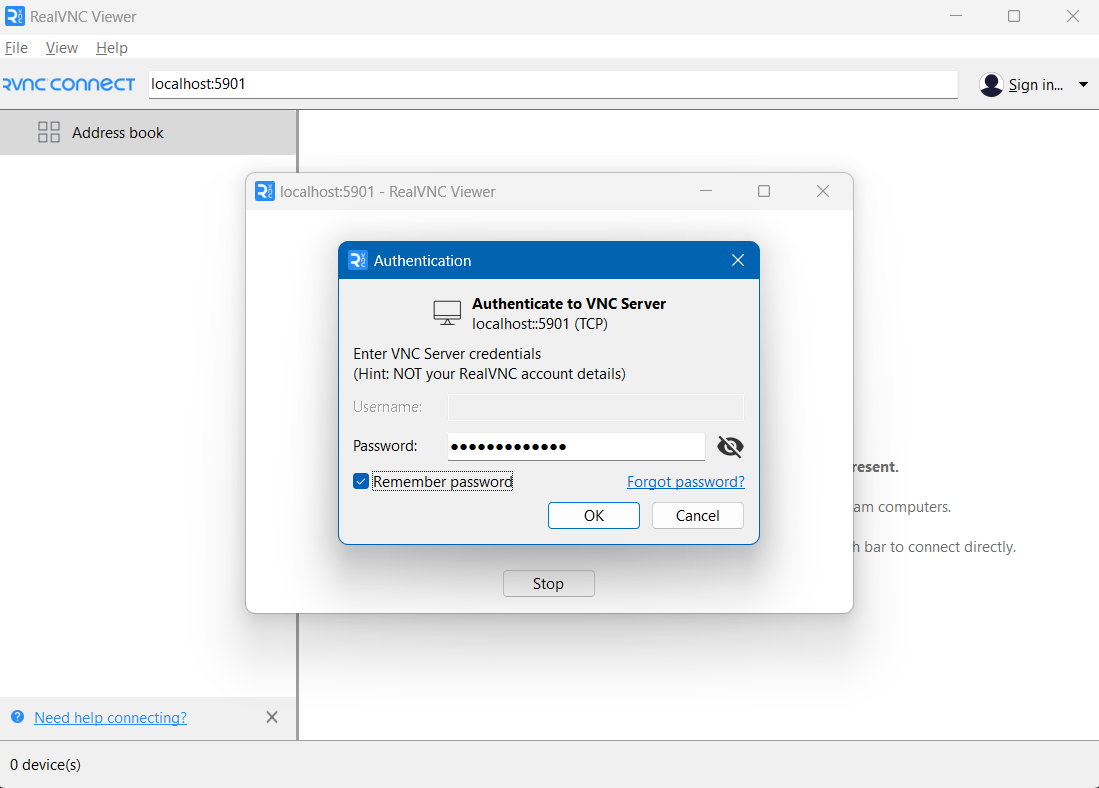 RealVNC Viewer
File View Help
RVNC CONNECT localhost:5901 Sign in...
Address book
localhost:5901 - RealVNC Viewer
Authentication
Authenticate to VNC Server
localhost::5901 (TCP)
Enter VNC Server credentials
(Hint: NOT your RealVNC account details)
Username:
Password:
Remember password Forgot password?
OK Cancel
resent.
am computers.
h bar to connect directly.
Stop
Need help connecting?
0 device(s)